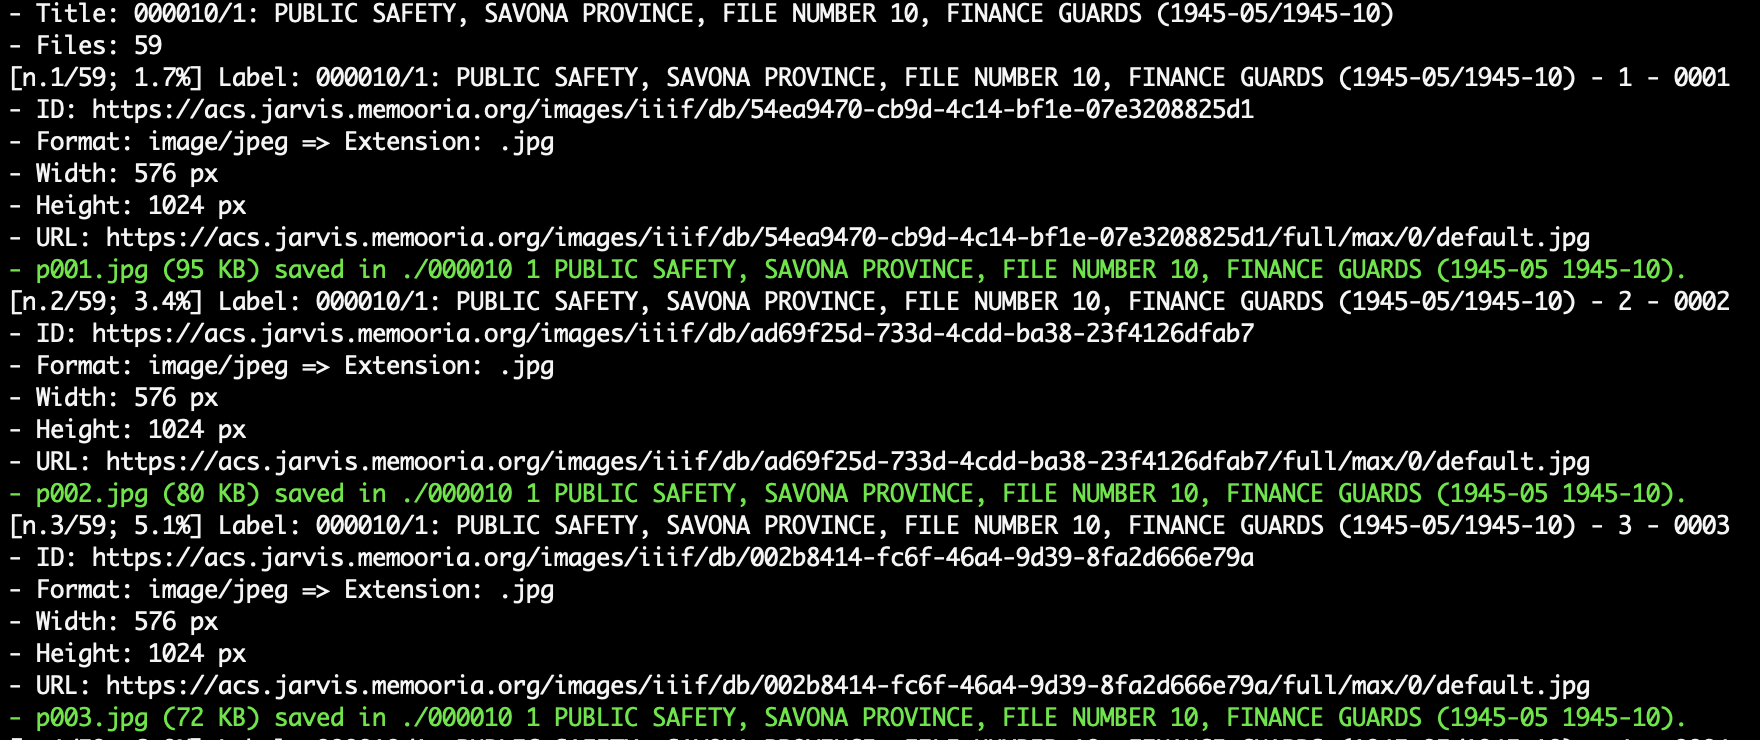 - Title: 000010/1: PUBLIC SAFETY, SAVONA PROVINCE, FILE NUMBER 10, FINANCE GUARDS (1945-05/1945-10)
- Files: 59
[n.1/59; 1.7%] Label: 000010/1: PUBLIC SAFETY, SAVONA PROVINCE, FILE NUMBER 10, FINANCE GUARDS (1945-05/1945-10) - 1 - 0001
- ID: https://acs.jarvis.memooria.org/images/iiif/db/54ea9470-cb9d-4c14-bf1e-07e3208825d1
- Format: image/jpeg => Extension: .jpg
- Width: 576 px
- Height: 1024 px
- URL: https://acs.jarvis.memooria.org/images/iiif/db/54ea9470-cb9d-4c14-bf1e-07e3208825d1/full/max/0/default.jpg
- p001.jpg (95 KB) saved in ./000010 1 PUBLIC SAFETY, SAVONA PROVINCE, FILE NUMBER 10, FINANCE GUARDS (1945-05 1945-10).
[n.2/59; 3.4%] Label: 000010/1: PUBLIC SAFETY, SAVONA PROVINCE, FILE NUMBER 10, FINANCE GUARDS (1945-05/1945-10) - 2 - 0002
- ID: https://acs.jarvis.memooria.org/images/iiif/db/ad69f25d-733d-4cdd-ba38-23f4126dfab7
- Format: image/jpeg => Extension: .jpg
- Width: 576 px
- Height: 1024 px
- URL: https://acs.jarvis.memooria.org/images/iiif/db/ad69f25d-733d-4cdd-ba38-23f4126dfab7/full/max/0/default.jpg
- p002.jpg (80 KB) saved in ./000010 1 PUBLIC SAFETY, SAVONA PROVINCE, FILE NUMBER 10, FINANCE GUARDS (1945-05 1945-10).
[n.3/59; 5.1%] Label: 000010/1: PUBLIC SAFETY, SAVONA PROVINCE, FILE NUMBER 10, FINANCE GUARDS (1945-05/1945-10) - 3 - 0003
- ID: https://acs.jarvis.memooria.org/images/iiif/db/002b8414-fc6f-46a4-9d39-8fa2d666e79a
- Format: image/jpeg => Extension: .jpg
- Width: 576 px
- Height: 1024 px
- URL: https://acs.jarvis.memooria.org/images/iiif/db/002b8414-fc6f-46a4-9d39-8fa2d666e79a/full/max/0/default.jpg
- p003.jpg (72 KB) saved in ./000010 1 PUBLIC SAFETY, SAVONA PROVINCE, FILE NUMBER 10, FINANCE GUARDS (1945-05 1945-10).